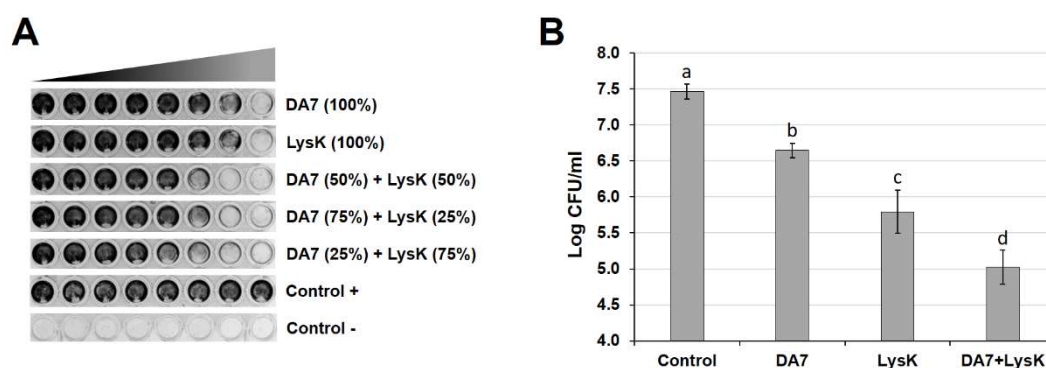 A
DA7 (100%)
LysK (100%)
DA7 (50%) + LysK (50%)
DA7 (75%) + LysK (25%)
DA7 (25%) + LysK (75%)
Control +
Control -
B
Log CFU/ml
8.0
7.5
7.0
6.5
6.0
5.5
5.0
4.5
4.0
a
b
c
d
Control DA7 LysK DA7+LysK